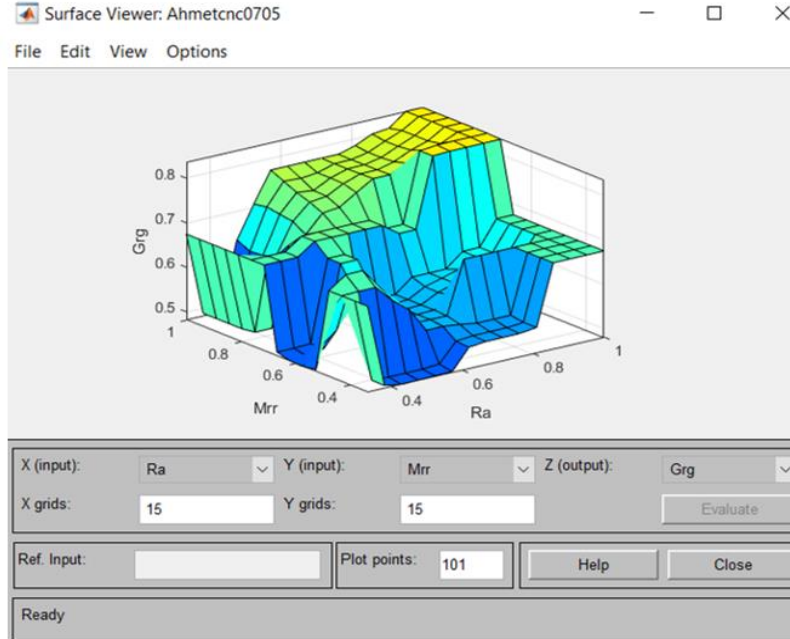 Surface Viewer: Ahmetcnc0705
File Edit View Options
0.8
0.7
0.6
0.5
Grg
1
0.8
0.6
0.4
Mrr
0.4
0.6
0.8
1
Ra
X (input): Ra Y (input): Mrr Z (output): Grg
X grids: 15 Y grids: 15 Evaluate
Ref. Input: Plot points: 101 Help Close
Ready